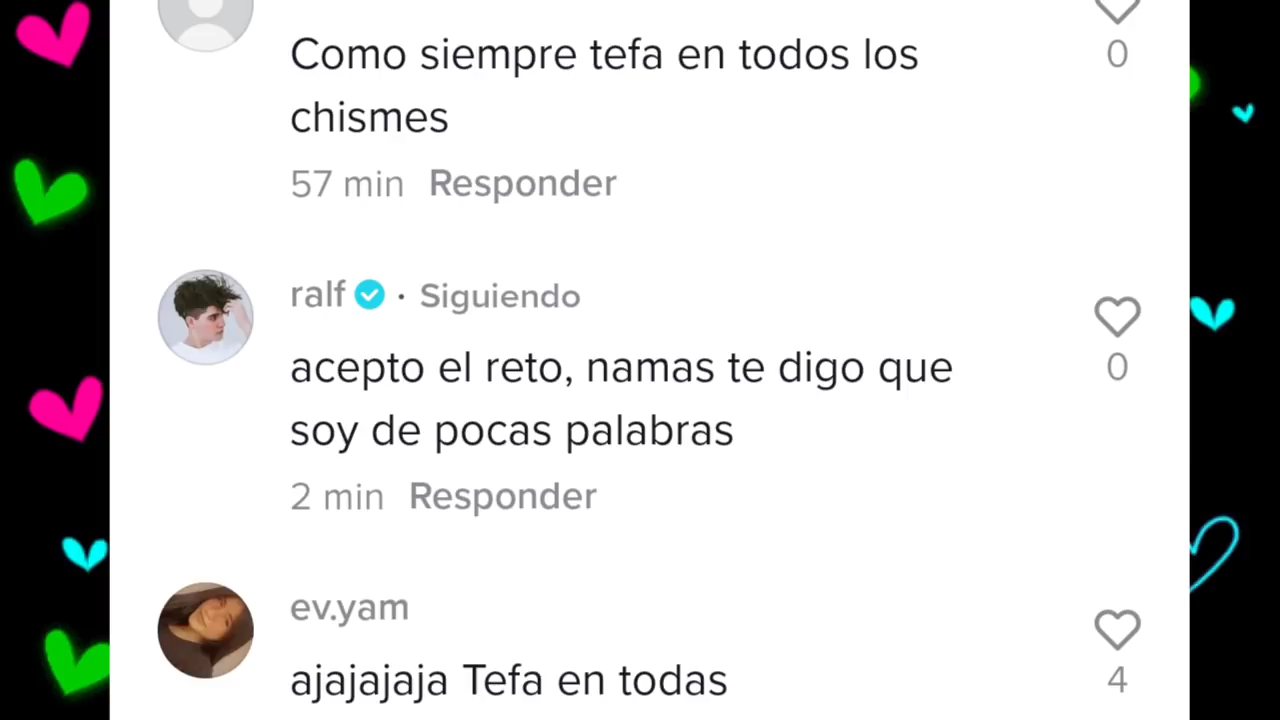 Como siempre tefa en todos los
0
chismes
57 min Responder
ralf · Siguiendo
acepto el reto, namas te digo que
0
soy de pocas palabras
2 min Responder
ev.yam
ajajajaja Tefa en todas
4